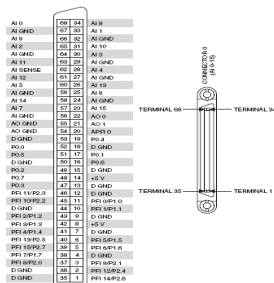 AI 0 68 34 AI 8
AI GND 67 33 AI 1
AI 9 66 32 AI GND
AI 2 65 31 AI 10
AI GND 64 30 AI 3
AI 11 63 29 AI GND
AI SENSE 62 28 AI 4
AI 12 61 27 AI GND
AI 5 60 26 AI 13
AI GND 59 25 AI 6
AI 14 58 24 AI GND
AI 7 57 23 AI 15
AI GND 56 22 AO 0
AO GND 55 21 AO 1
AO GND 54 20 APFI 0
D GND 53 19 P0.4
P0.0 52 18 D GND
P0.5 51 17 P0.1
D GND 50 16 P0.6
P0.2 49 15 D GND
P0.7 48 14 +5 V
P0.3 47 13 D GND
PFI 11/P2.3 46 12 D GND
PFI 10/P2.2 45 11 PFI 0/P1.0
D GND 44 10 PFI 1/P1.1
PFI 2/P1.2 43 9 D GND
PFI 3/P1.3 42 8 +5 V
PFI 4/P1.4 41 7 D GND
PFI 13/P2.5 40 6 PFI 5/P1.5
PFI 15/P2.7 39 5 PFI 6/P1.6
PFI 7/P1.7 38 4 D GND
PFI 8/P2.0 37 3 PFI 9/P2.1
D GND 36 2 PFI 12/P2.4
D GND 35 1 PFI 14/P2.6
CONNECTOR 0
(AI 0-15)
TERMINAL 68
TERMINAL 34
TERMINAL 35
TERMINAL 1